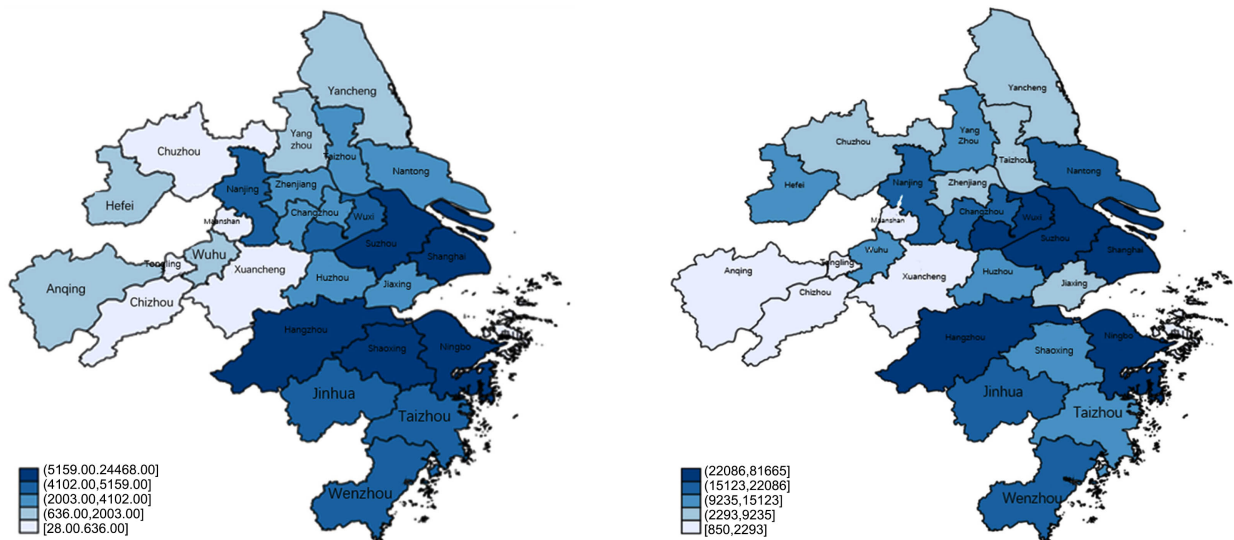 Yancheng
Yang
zhou
Chuzhou
Taizhou
Nantong
Zhenjiang
Nanjing
Hefei
Changzhou
Wuxi
Maanshan
Suzhou
Shanghai
Wuhu
Tongling
Xuancheng
Huzhou
Jiaxing
Anqing
Chizhou
Hangzhou
Shaoxing
Ningbo
Jinhua
Taizhou
Wenzhou
(5159.00.24468.00]
(4102.00,5159.00]
(2003.00,4102.00]
(636.00,2003.00]
[28.00.636.00]
Yancheng
Yang
Zhou
Chuzhou
Taizhou
Nantong
Zhenjiang
Nanjing
Hefei
Changzhou
Wuxi
Maanshan
Suzhou
Shanghai
Wuhu
Tongling
Xuancheng
Huzhou
Jiaxing
Anqing
Chizhou
Hangzhou
Shaoxing
Ningbo
Jinhua
Taizhou
Wenzhou
(22086,81665]
(15123,22086]
(9235,15123]
(2293,9235]
[850,2293]